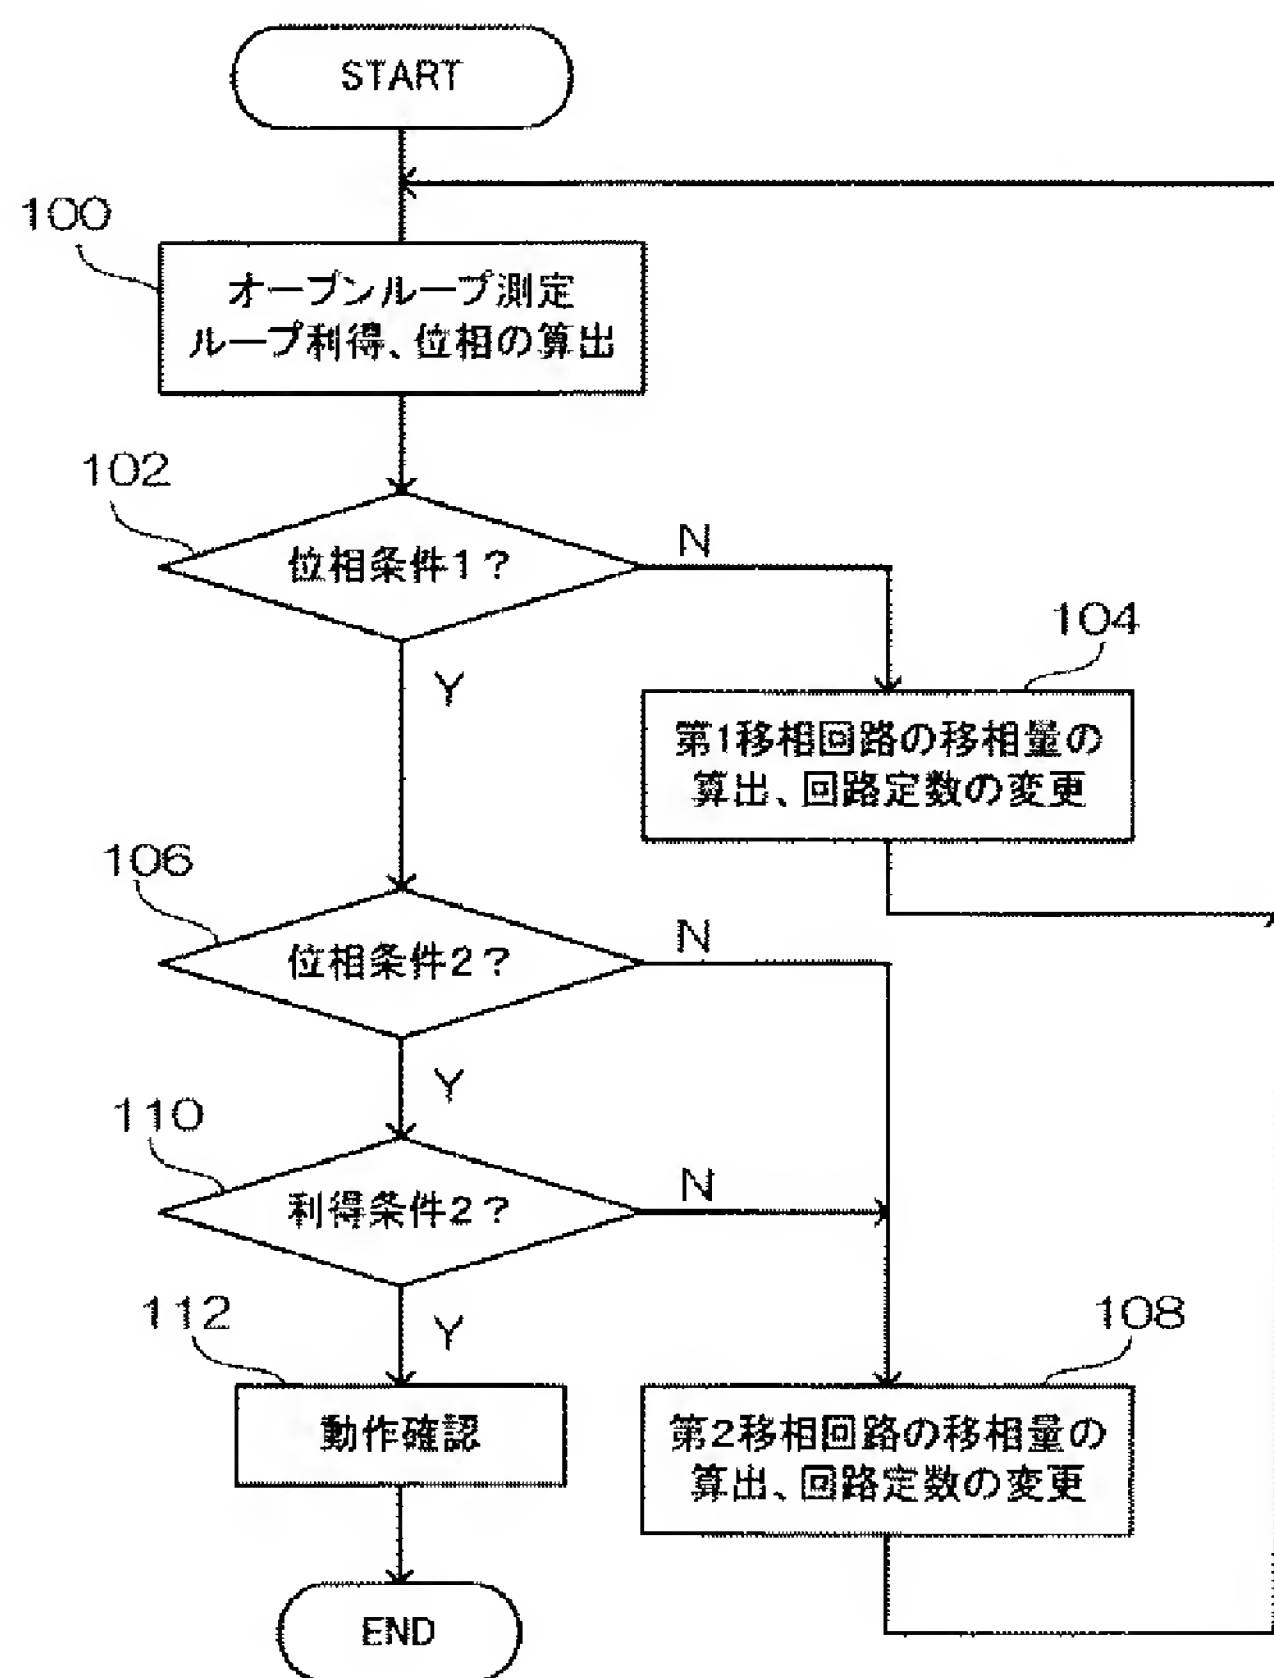 START
100
オープンループ測定
ループ利得、位相の算出
102
位相条件1?
N
Y
104
第1移相回路の移相量の
算出、回路定数の変更
106
位相条件2?
N
Y
110
利得条件2?
N
Y
112
動作確認
108
第2移相回路の移相量の
算出、回路定数の変更
END